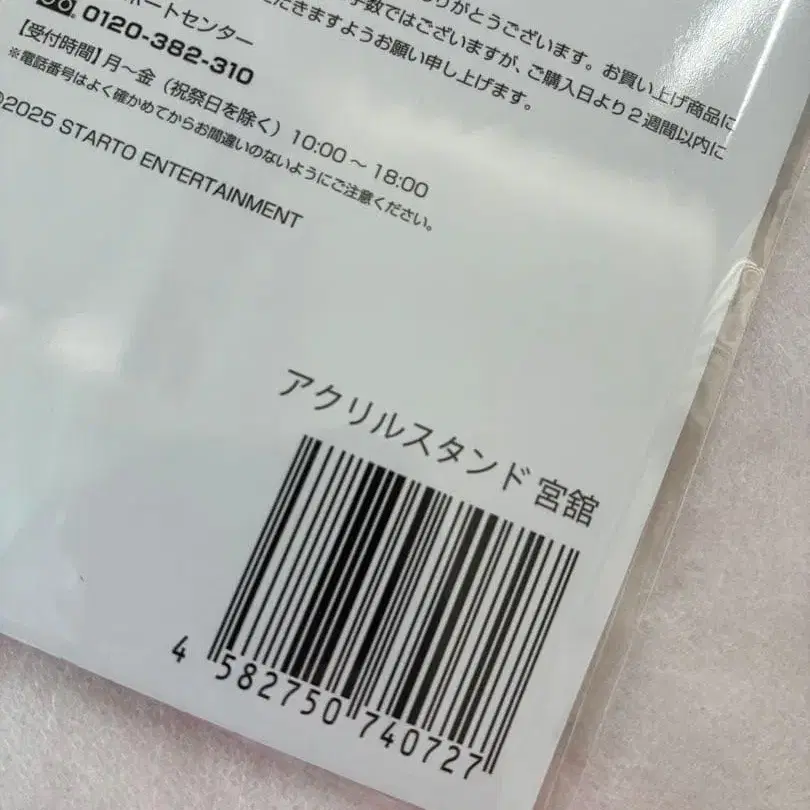 りがとうございます。お買い上げ商品に
手数ではございますが、ご購入日より2週間以内に
だきますようお願い申し上げます。
ポートセンター
0120-382-310
【受付時間】月〜金（祝祭日を除く）10:00〜18:00
※電話番号はよく確かめてからお間違いのないようにご注意ください。
©2025 STARTO ENTERTAINMENT
アクリルスタンド 宮舘
4 582750 740727